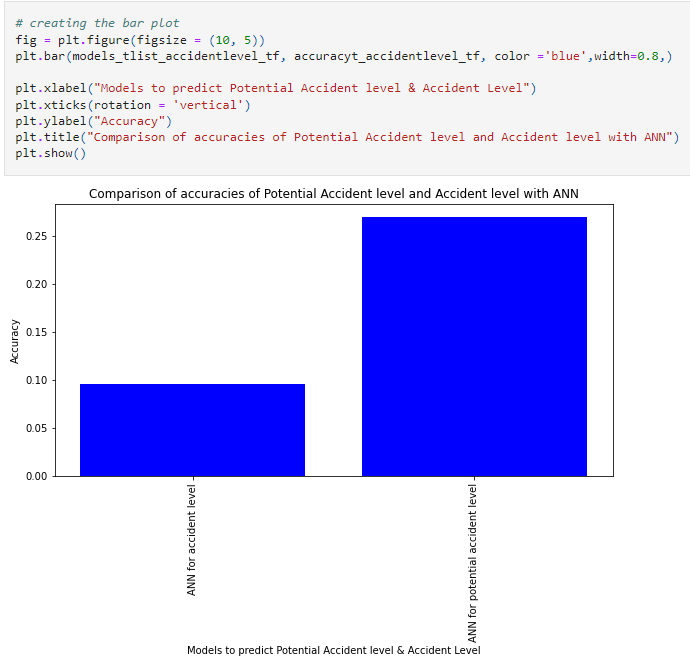 # creating the bar plot
fig = plt.figure(figsize = (10, 5))
plt.bar(models_tlist_accidentlevel_tf, accuracyt_accidentlevel_tf, color ='blue',width=0.8,)
plt.xlabel("Models to predict Potential Accident level & Accident Level")
plt.xticks(rotation = 'vertical')
plt.ylabel("Accuracy")
plt.title("Comparison of accuracies of Potential Accident level and Accident level with ANN")
plt.show()
Comparison of accuracies of Potential Accident level and Accident level with ANN
0.25
0.20
0.15
0.10
0.05
0.00
Accuracy
ANN for accident level
ANN for potential accident level
Models to predict Potential Accident level & Accident Level